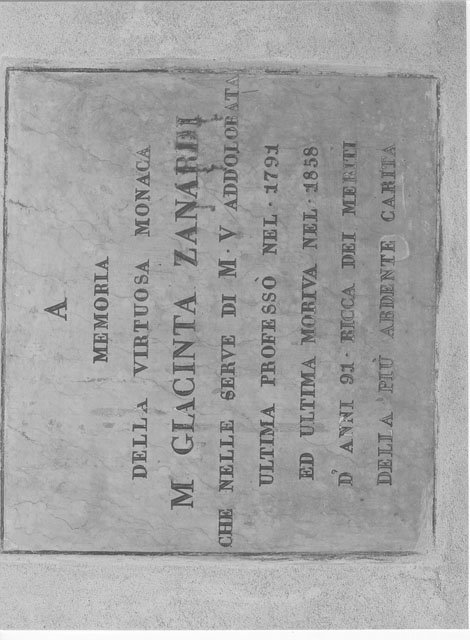 A
MEMORIA
DELLA VIRTUOSA MONACA
M GIACINTA ZANARDI
CHE NELLE SERVE DI M · V ADDOLORATA
ULTIMA PROFESSÒ NEL · 1791
ED ULTIMA MORIVA NEL · 1858
D' ANNI 91 · RICCA DEI MERITI
DELLA PIÙ ARDENTE CARITA